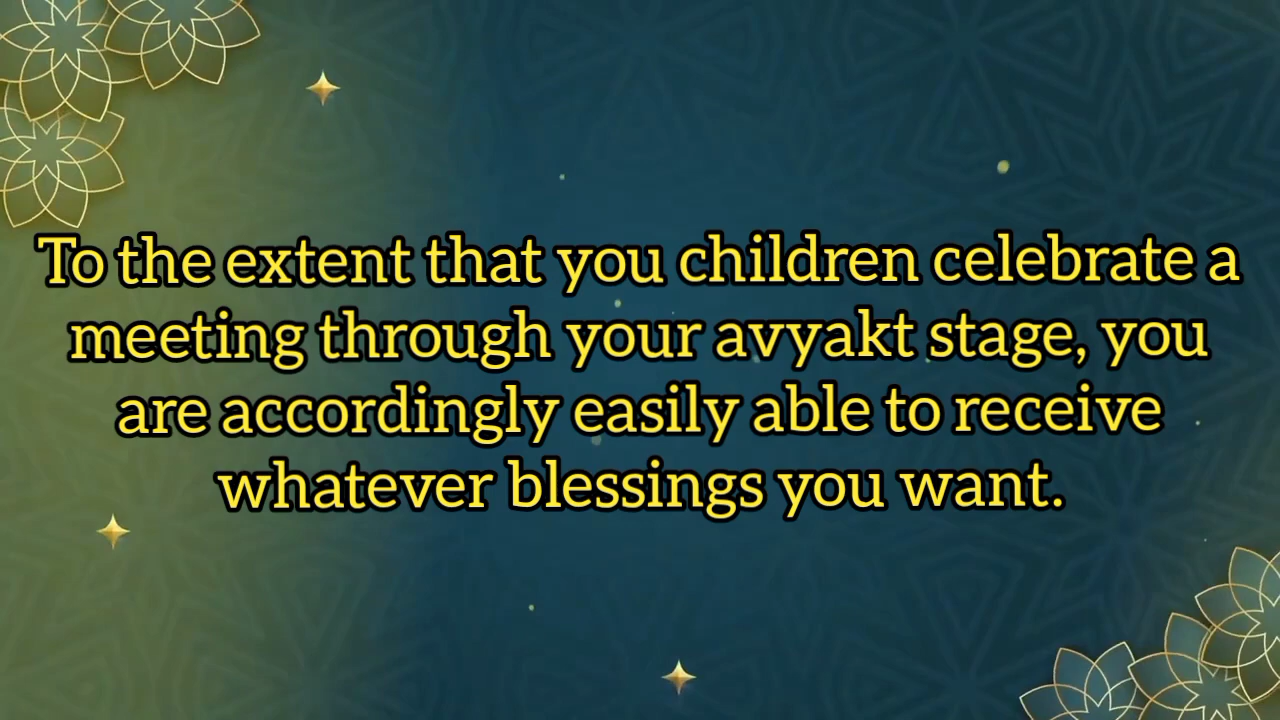 To the extent that you children celebrate a
meeting through your avyakt stage, you
are accordingly easily able to receive
whatever blessings you want.